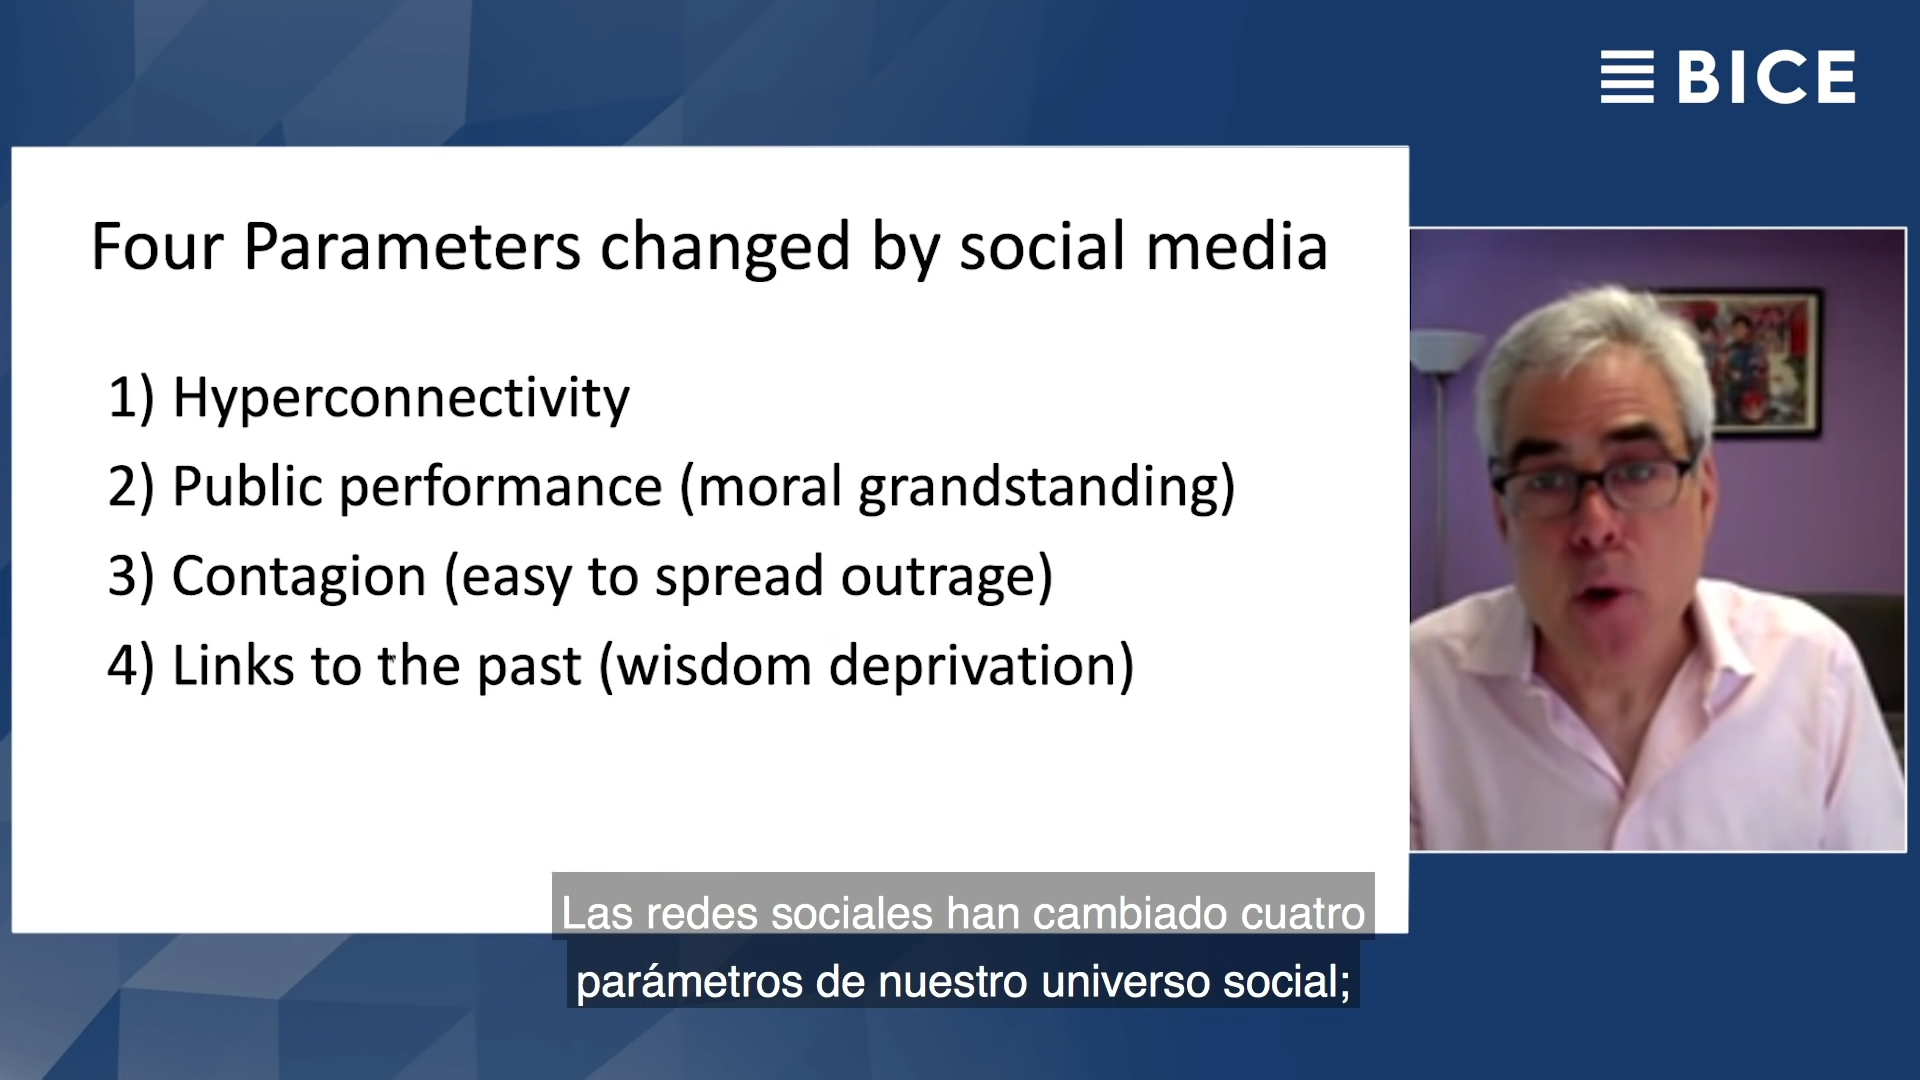 BICE
Four Parameters changed by social media
1) Hyperconnectivity
2) Public performance (moral grandstanding)
3) Contagion (easy to spread outrage)
4) Links to the past (wisdom deprivation)
Las redes sociales han cambiado cuatro
parámetros de nuestro universo social;